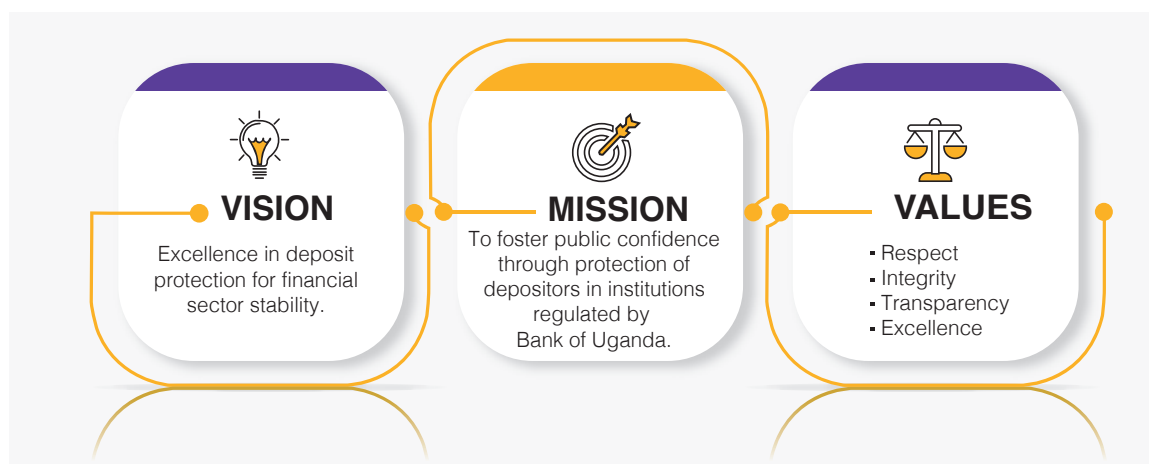 VISION
Excellence in deposit
protection for financial
sector stability.
MISSION
To foster public confidence
through protection of
depositors in institutions
regulated by
Bank of Uganda.
VALUES
▪ Respect
▪ Integrity
▪ Transparency
▪ Excellence